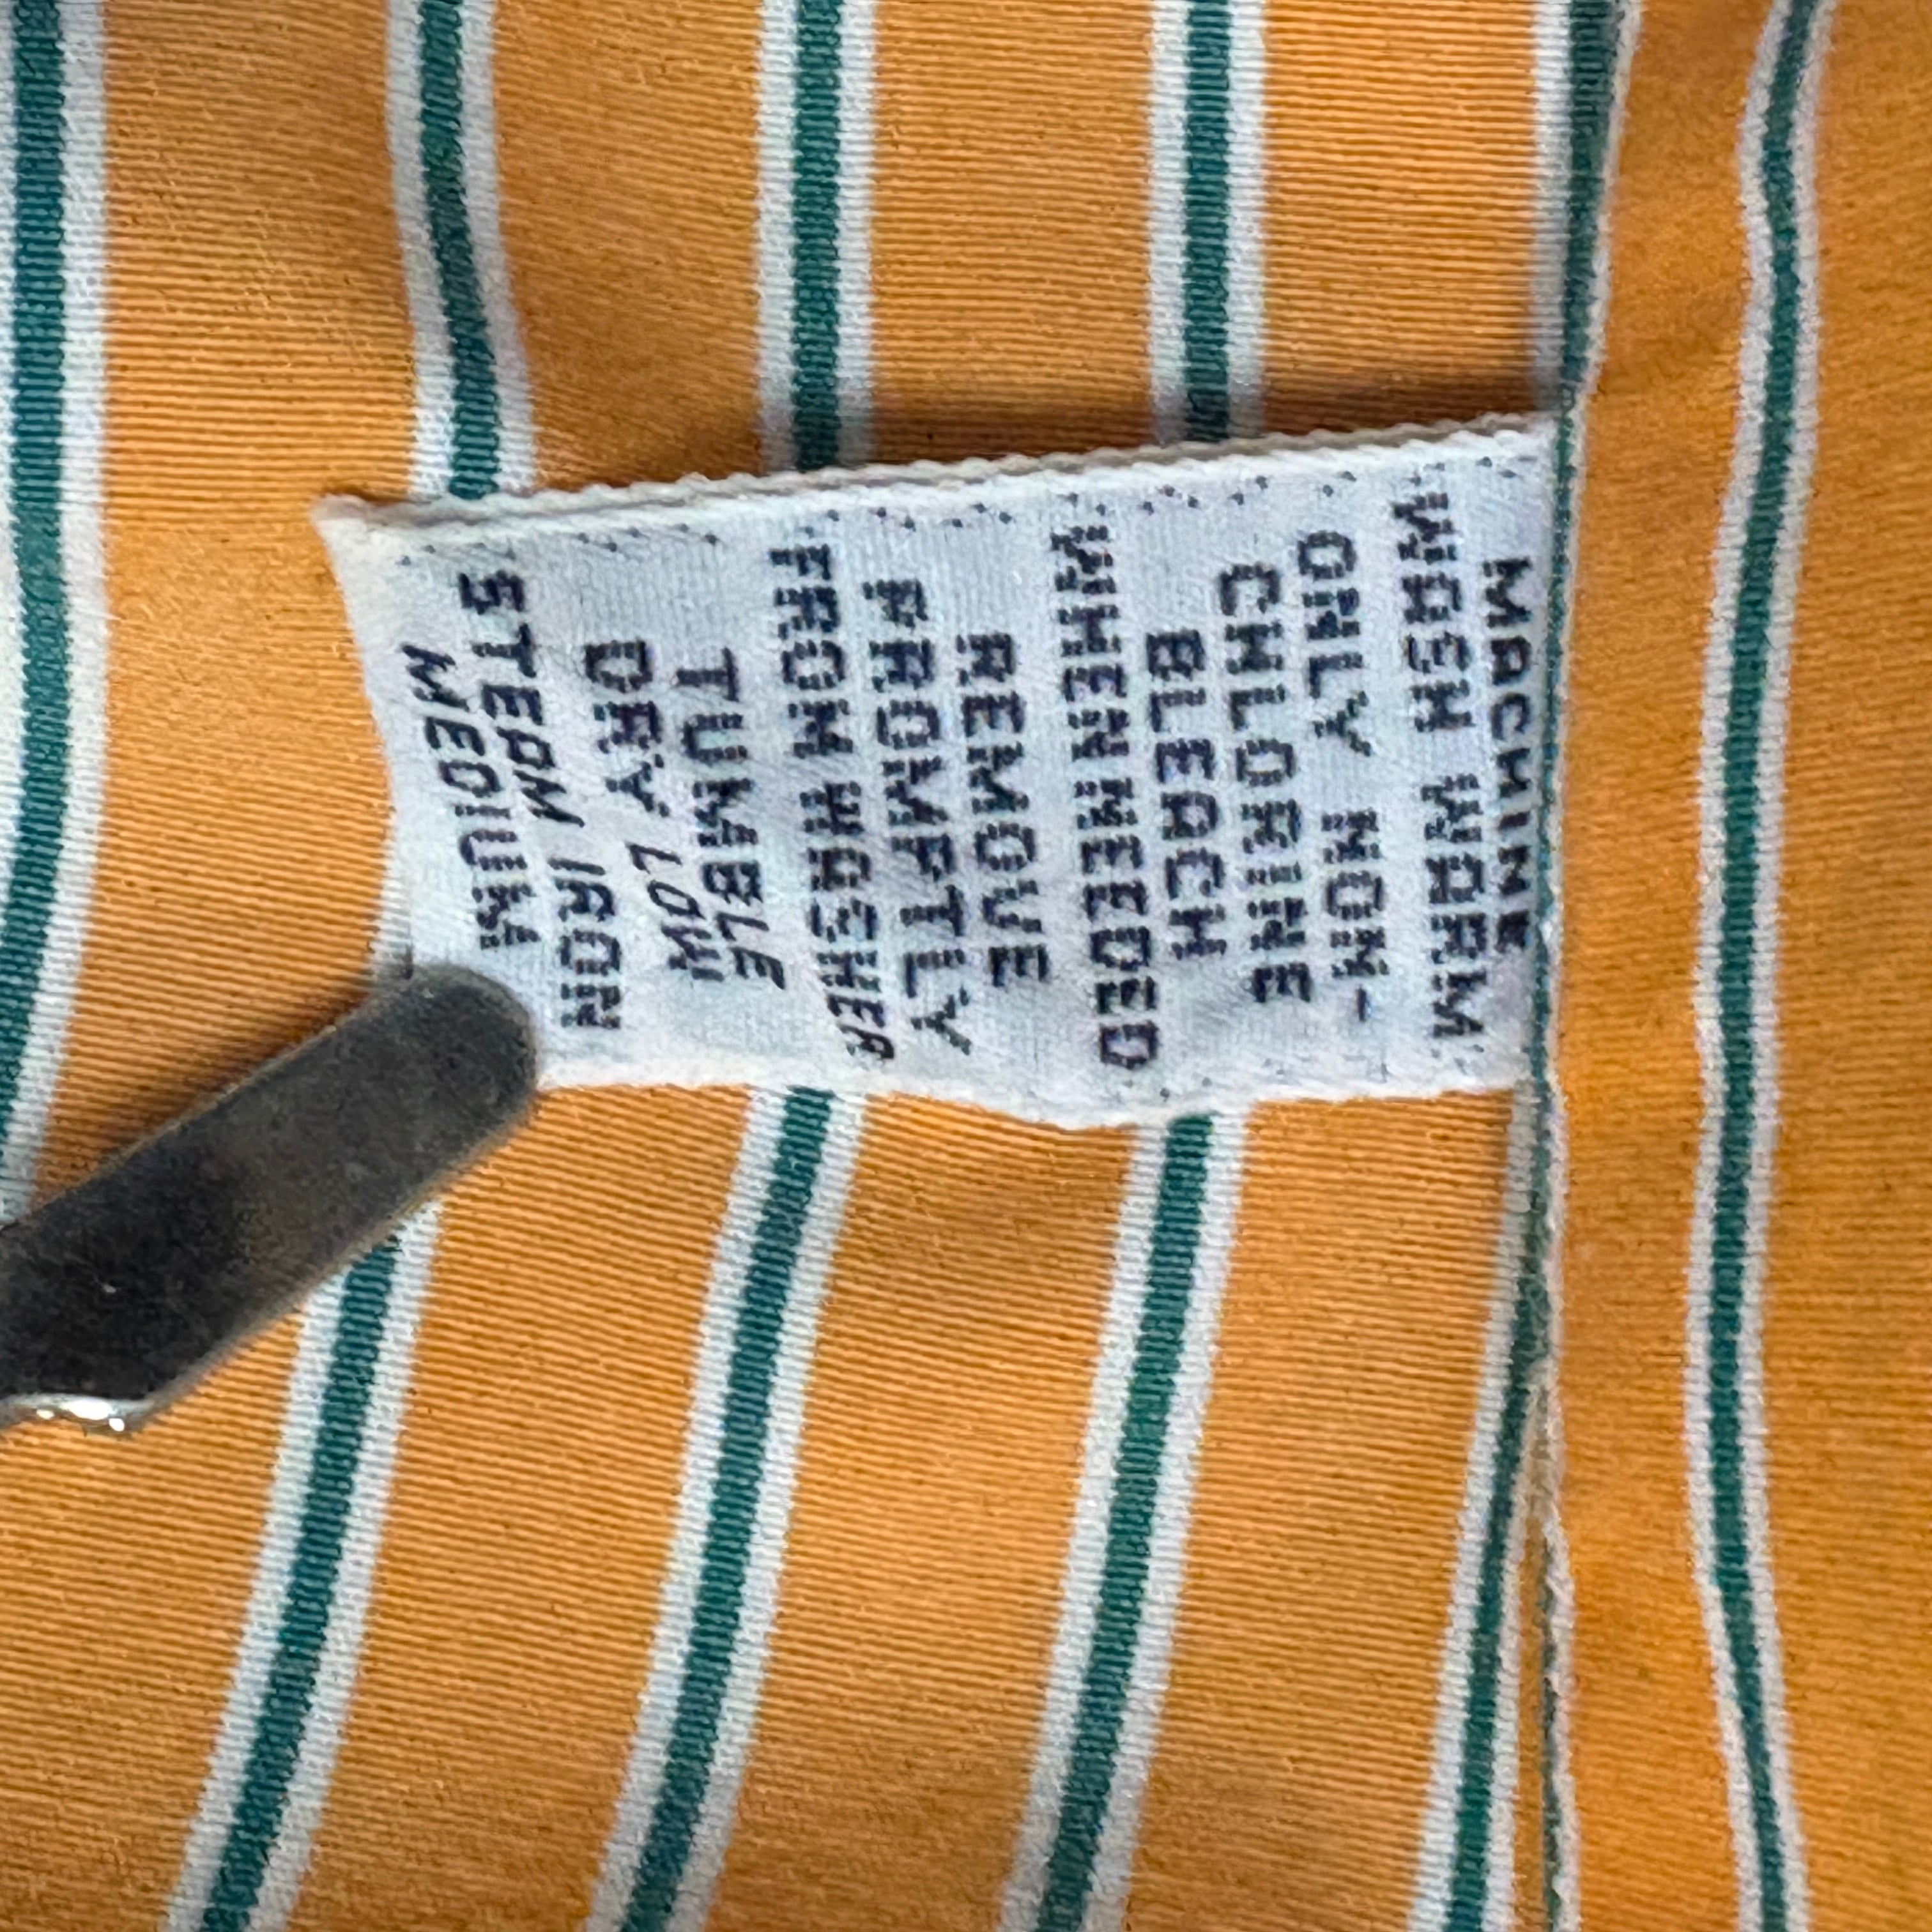 MACHINE
WASH WARM
ONLY NON-
CHLORINE
BLEACH
WHEN NEEDED
REMOVE
PROMPTLY
FROM WASHER
TUMBLE
DRY LOW
STEAM IRON
MEDIUM